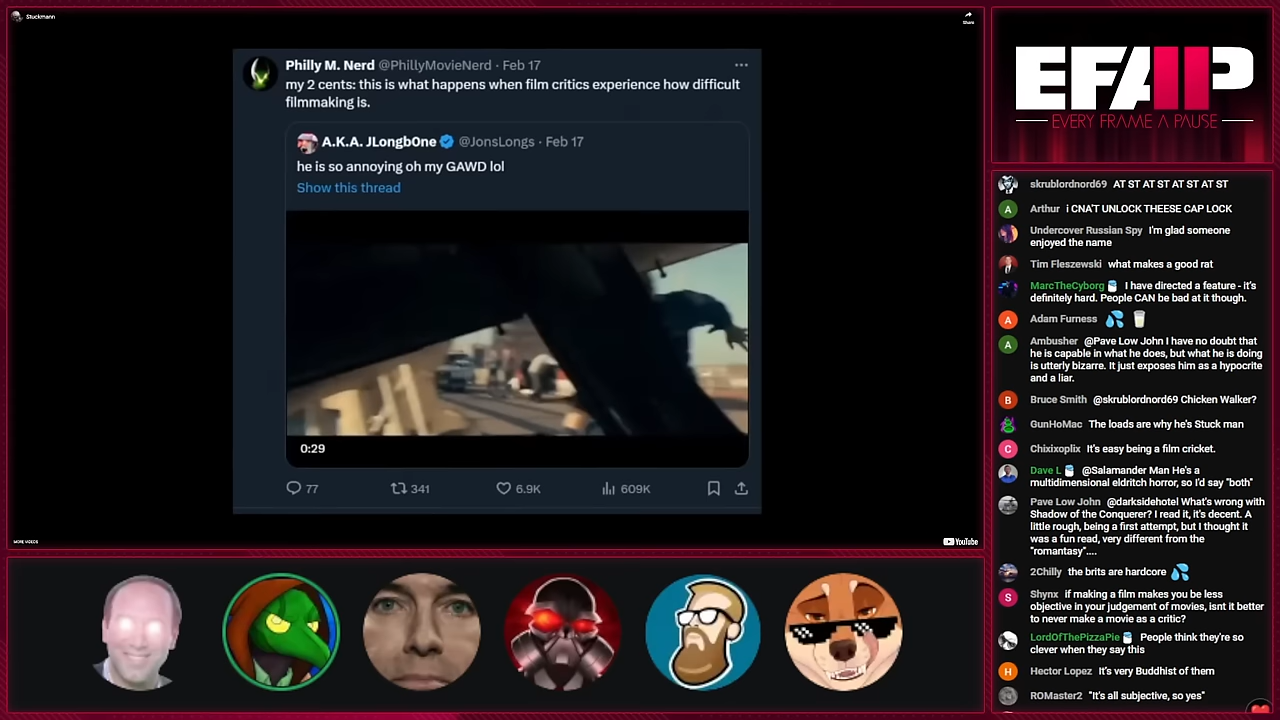 Stuckmann
Share
Philly M. Nerd @PhillyMovieNerd · Feb 17
my 2 cents: this is what happens when film critics experience how difficult
filmmaking is.
A.K.A. JLongb0ne @JonsLongs · Feb 17
he is so annoying oh my GAWD lol
Show this thread
0:29
77
341
6.9K
609K
MORE VIDEOS
YouTube
EFAP
EVERY FRAME A PAUSE
skrublordnord69 AT ST AT ST AT ST AT ST
A
Arthur i CNA'T UNLOCK THEESE CAP LOCK
Undercover Russian Spy I'm glad someone
enjoyed the name
Tim Fleszewski what makes a good rat
MarcTheCyborg I have directed a feature - it's
definitely hard. People CAN be bad at it though.
A
Adam Furness
A
Ambusher @Pave Low John I have no doubt that
he is capable in what he does, but what he is doing
is utterly bizarre. It just exposes him as a hypocrite
and a liar.
B
Bruce Smith @skrublordnord69 Chicken Walker?
GunHoMac The loads are why he's Stuck man
C
Chixixoplix It's easy being a film cricket.
Dave L @Salamander Man He's a
multidimensional eldritch horror, so I'd say "both"
Pave Low John @darksidehotel What's wrong with
Shadow of the Conquerer? I read it, it's decent. A
little rough, being a first attempt, but I thought it
was a fun read, very different from the
"romantasy"....
2Chilly the brits are hardcore
S
Shynx if making a film makes you be less
objective in your judgement of movies, isnt it better
to never make a movie as a critic?
LordOfThePizzaPie People think they're so
clever when they say this
H
Hector Lopez It's very Buddhist of them
ROMaster2 "It's all subjective, so yes"